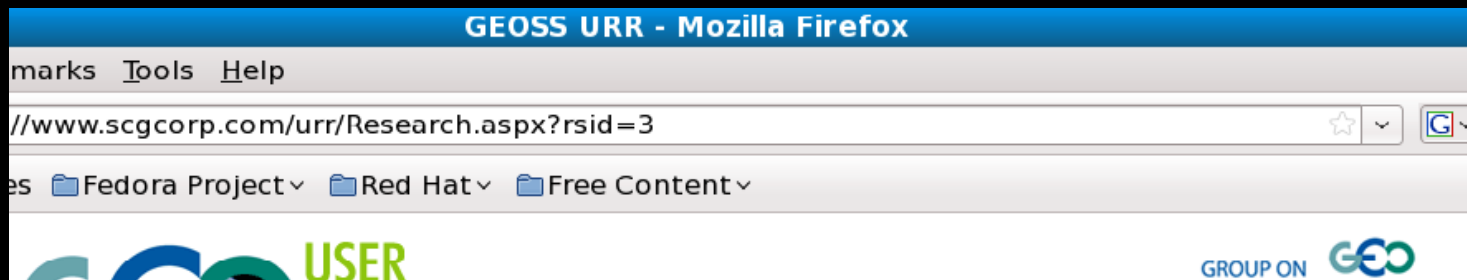 GEOSS URR - Mozilla Firefox
marks Tools Help
//www.scgcorp.com/urr/Research.aspx?rsid=3
es Fedora Project Red Hat Free Content
USER
GROUP ON GEO